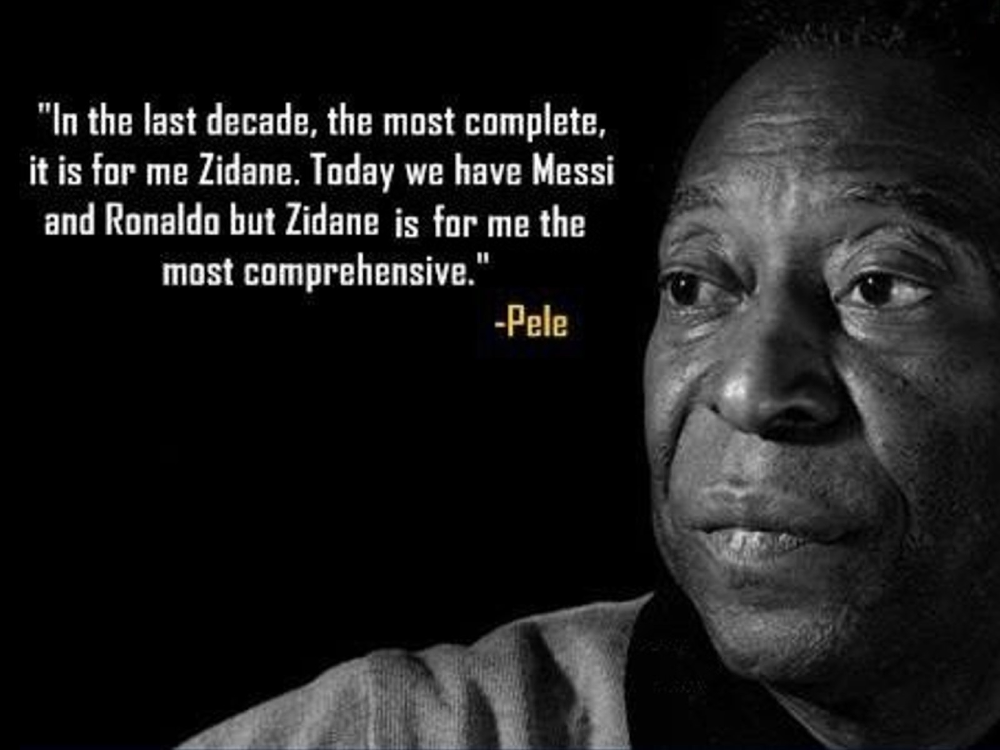 "In the last decade, the most complete,
it is for me Zidane. Today we have Messi
and Ronaldo but Zidane is for me the
most comprehensive."
-Pele